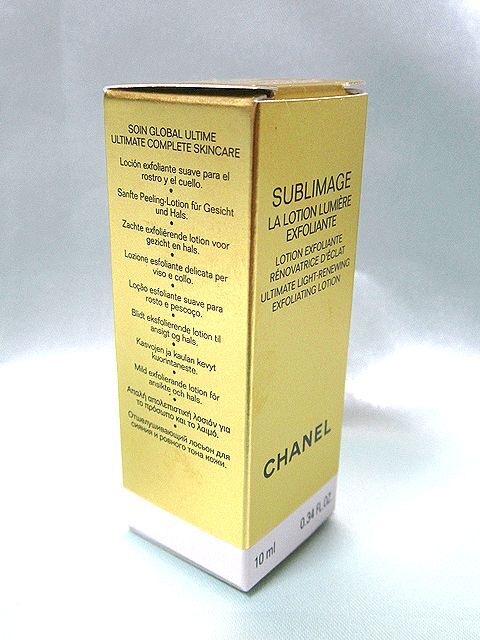 SOIN GLOBAL ULTIME
ULTIMATE COMPLETE SKINCARE
Loción exfoliante suave para el
rostro y el cuello.
•
Sanfte Peeling-Lotion für Gesicht
und Hals.
•
Zachte exfoliërende lotion voor
gezicht en hals.
•
Lozione esfoliante delicata per
viso e collo.
•
Loção esfoliante suave para
rosto e pescoço.
•
Blidt eksfolierende lotion til
ansigt og hals.
•
Kasvojen ja kaulan kevyt
kuorintaneste.
•
Mild exfolierande lotion för
ansikte och hals.
•
Απαλή απολεπιστική λοσιόν για
το πρόσωπο και το λαιμό.
•
Отшелушивающий лосьон для
сияния и ровного тона кожи.
SUBLIMAGE
LA LOTION LUMIÈRE
EXFOLIANTE
LOTION EXFOLIANTE
RÉNOVATRICE D'ÉCLAT
ULTIMATE LIGHT-RENEWING
EXFOLIATING LOTION
CHANEL
10 ml 0.34 FL. OZ.